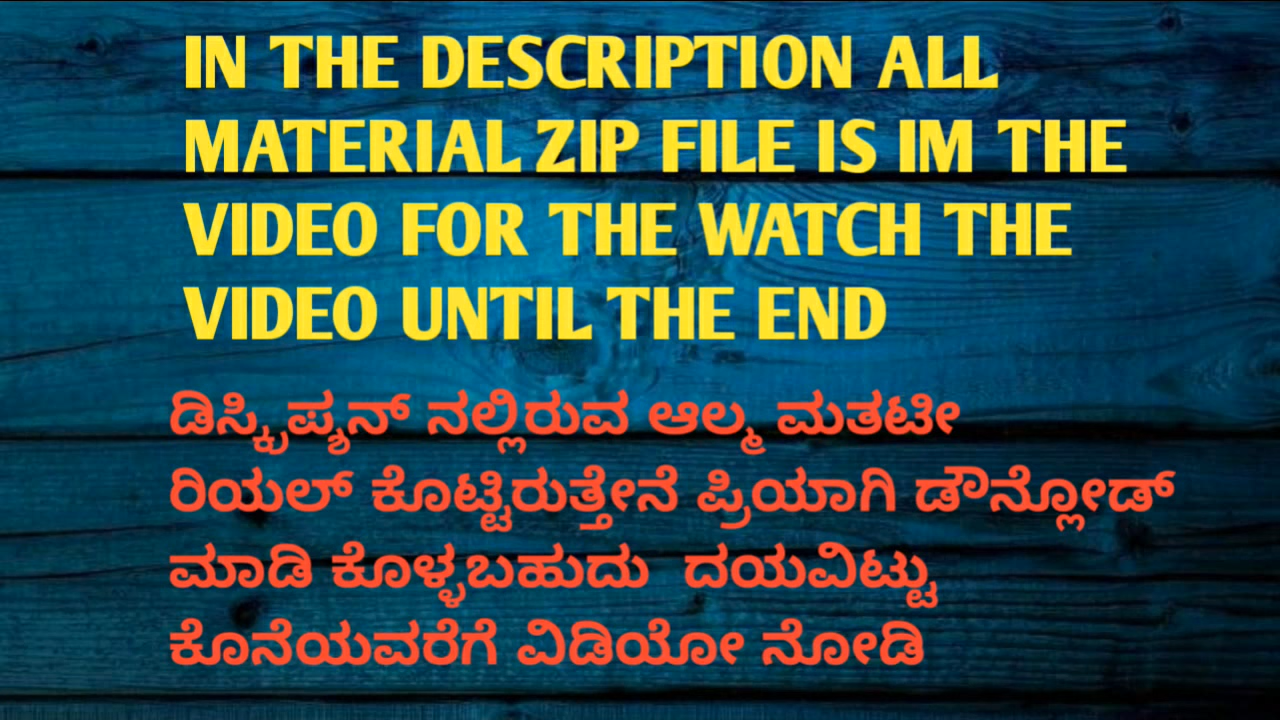 IN THE DESCRIPTION ALL
MATERIAL ZIP FILE IS IM THE
VIDEO FOR THE WATCH THE
VIDEO UNTIL THE END
ಡಿಸ್ಕ್ರಿಪ್ಶನ್ ನಲ್ಲಿರುವ ಆಲ್ಮ ಮತಟೀ
ರಿಯಲ್ ಕೊಟ್ಟಿರುತ್ತೇನೆ ಪ್ರಿಯಾಗಿ ಡೌನ್ಲೋಡ್
ಮಾಡಿ ಕೊಳ್ಳಬಹುದು ದಯವಿಟ್ಟು
ಕೊನೆಯವರೆಗೆ ವಿಡಿಯೋ ನೋಡಿ